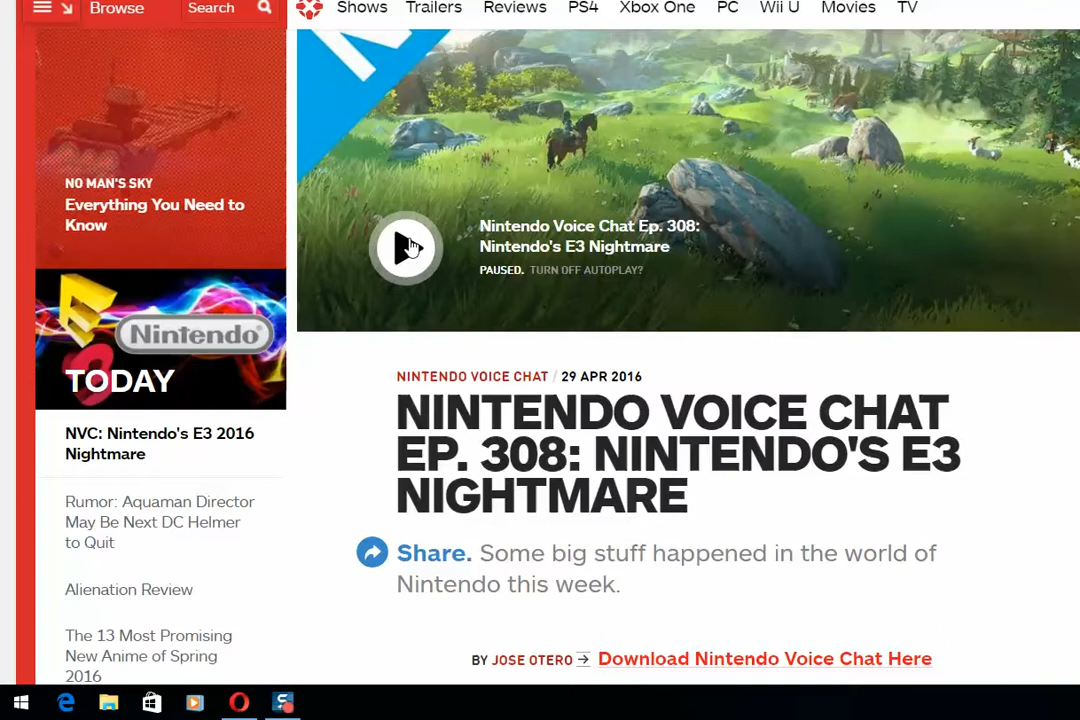 Browse
Search
Shows Trailers Reviews PS4 Xbox One PC Wii U Movies TV
NO MAN'S SKY
Everything You Need to
Know
E3
Nintendo
TODAY
NVC: Nintendo's E3 2016
Nightmare
Rumor: Aquaman Director
May Be Next DC Helmer
to Quit
Alienation Review
The 13 Most Promising
New Anime of Spring
2016
Nintendo Voice Chat Ep. 308:
Nintendo's E3 Nightmare
PAUSED. TURN OFF AUTOPLAY?
NINTENDO VOICE CHAT / 29 APR 2016
NINTENDO VOICE CHAT
EP. 308: NINTENDO'S E3
NIGHTMARE
Share. Some big stuff happened in the world of
Nintendo this week.
BY JOSE OTERO → Download Nintendo Voice Chat Here